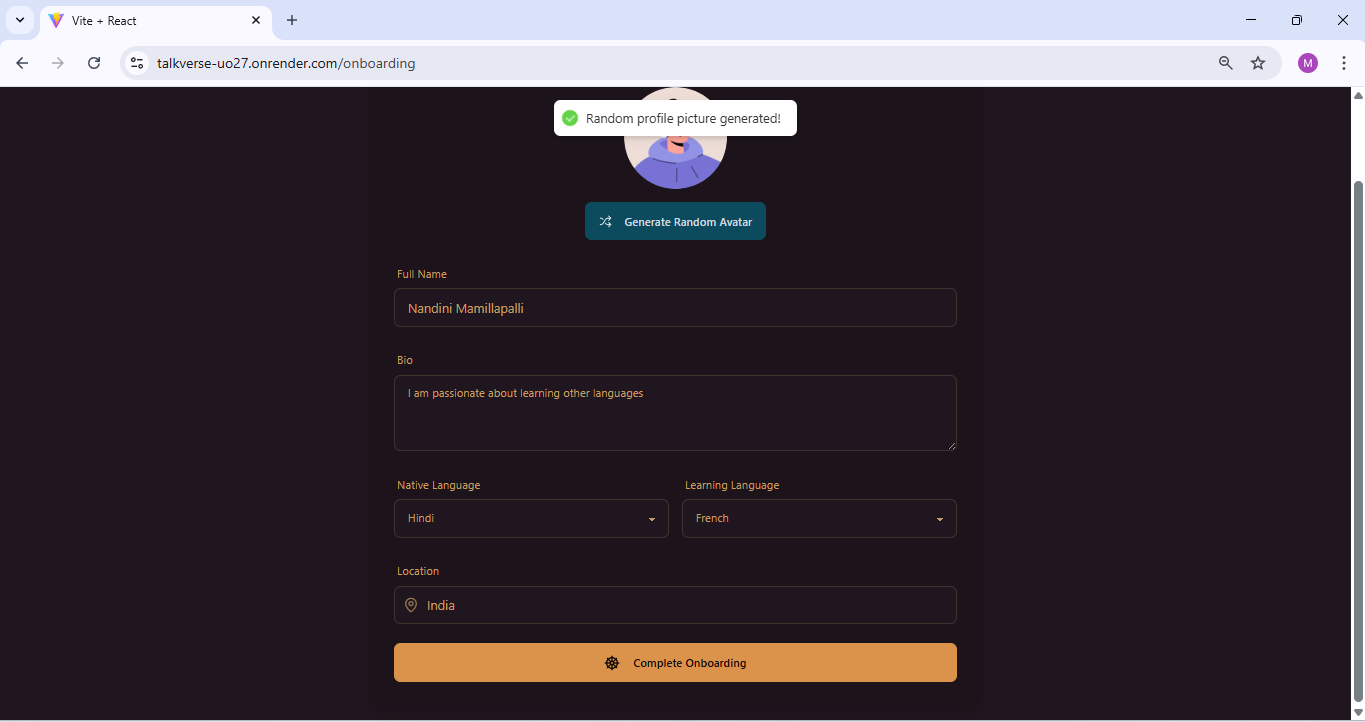 Vite + React
talkverse-uo27.onrender.com/onboarding
M
Random profile picture generated!
Generate Random Avatar
Full Name
Nandini Mamillapalli
Bio
I am passionate about learning other languages
Native Language
Learning Language
Hindi
French
Location
India
Complete Onboarding